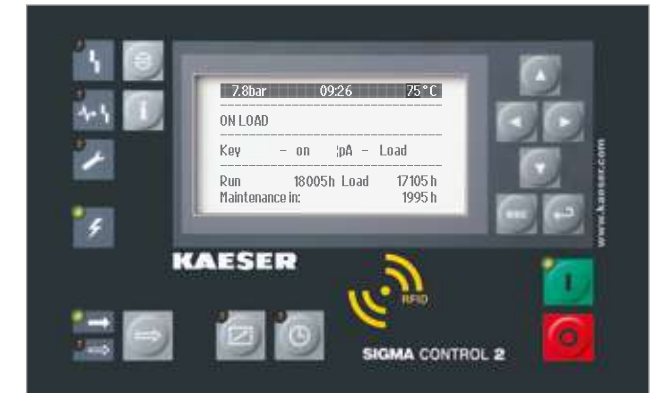 7.8bar 09:26 75°C
ON LOAD
Key - on ¦pA - Load
Run 18005h Load 17105h
Maintenance in: 1995h
esc
www.kaeser.com
KAESER
RFID
I
SIGMA CONTROL 2